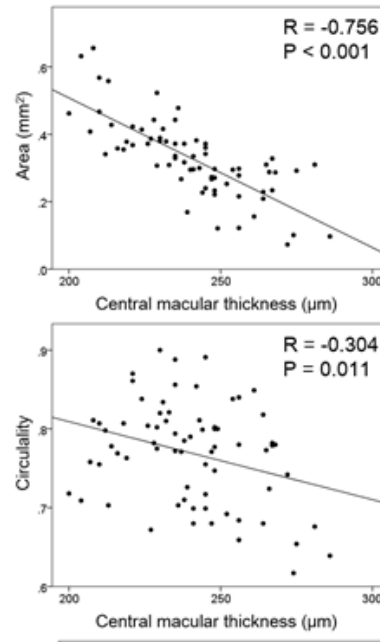 R = -0.756
P < 0.001
.6
.4
.2
.0
Area (mm²)
200 250 300
Central macular thickness (μm)
R = -0.304
P = 0.011
.9
.8
.7
.6
Circulality
200 250 300
Central macular thickness (μm)